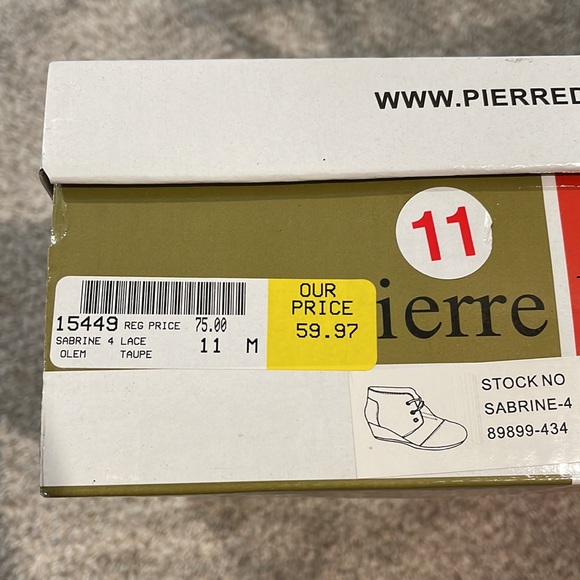 WWW.PIERRED
11
ierre
15449 REG PRICE 75.00
SABRINE 4 LACE
OLEM TAUPE 11 M
OUR
PRICE
59.97
STOCK NO
SABRINE-4
89899-434